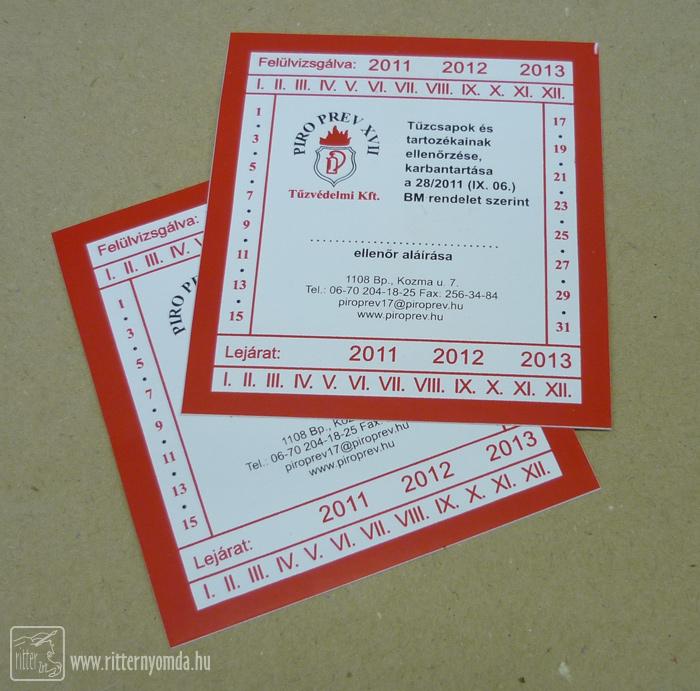 Felülvizsgálva: 2011 2012 2013
I. II. III. IV. V. VI. VII. VIII. IX. X. XI. XII.
1
•
3
•
5
•
7
•
9
•
11
•
13
•
15
PIRO PREV XVII
Tűzvédelmi Kft.
Tűzcsapok és
tartozékainak
ellenőrzése,
karbantartása
a 28/2011 (IX. 06.)
BM rendelet szerint
ellenőr aláírása
1108 Bp., Kozma u. 7.
Tel.: 06-70 204-18-25 Fax: 256-34-84
piroprev17@piroprev.hu
www.piroprev.hu
17
•
19
•
21
•
23
•
25
•
27
•
29
•
31
Lejárat: 2011 2012 2013
I. II. III. IV. V. VI. VII. VIII. IX. X. XI. XII.
Felülvizsgálva:
I. II. III. IV.
1
•
3
•
5
•
7
•
9
•
11
•
13
•
15
PIRO
1108 Bp.,
Tel.: 06-70 204-18-25
piroprev17@piroprev.hu
www.piroprev.hu
Lejárat: 2011 2012 2013
I. II. III. IV. V. VI. VII. VIII. IX. X. XI. XII.
ritter
www.ritternyomda.hu